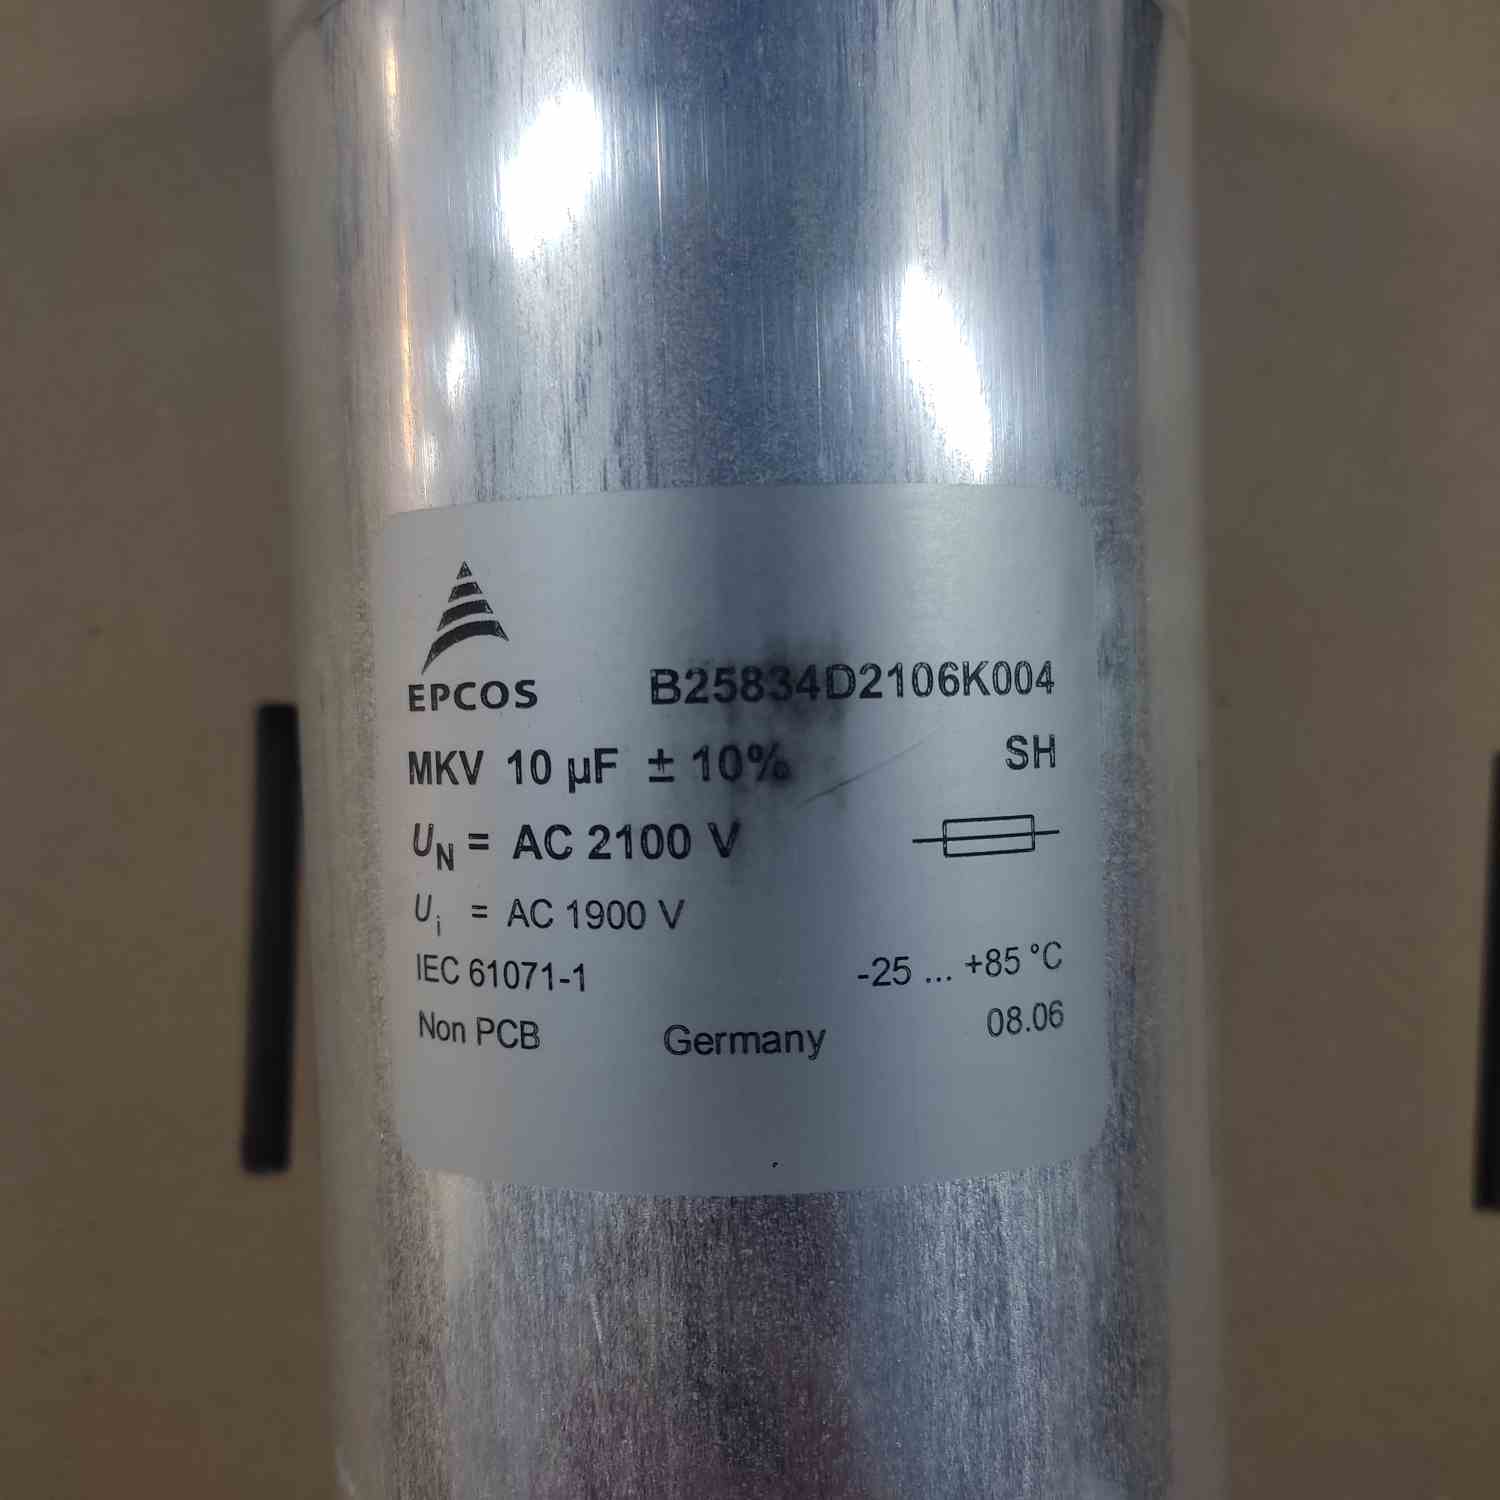 EPCOS B25834D2106K004
MKV 10 µF ± 10% SH
UN = AC 2100 V
Ui = AC 1900 V
IEC 61071-1 -25 ... +85 °C
Non PCB Germany 08.06